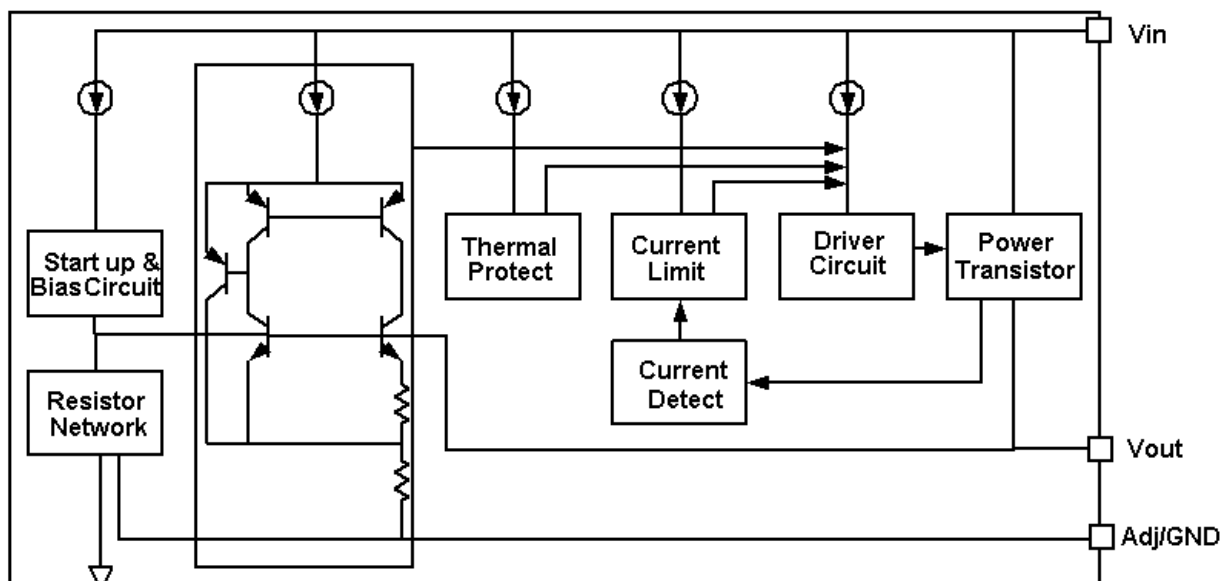 Vin
Start up &
Bias Circuit
Thermal
Protect
Current
Limit
Driver
Circuit
Power
Transistor
Current
Detect
Resistor
Network
Vout
Adj/GND